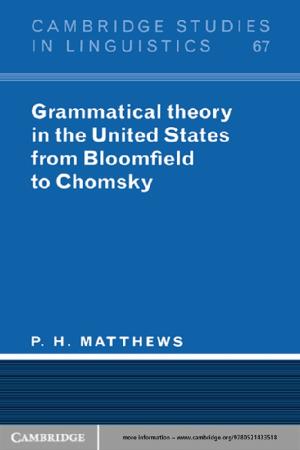 CAMBRIDGE STUDIES
IN LINGUISTICS 67
Grammatical theory
in the United States
from Bloomfield
to Chomsky
P. H. MATTHEWS
CAMBRIDGE
more information – www.cambridge.org/9780521433518